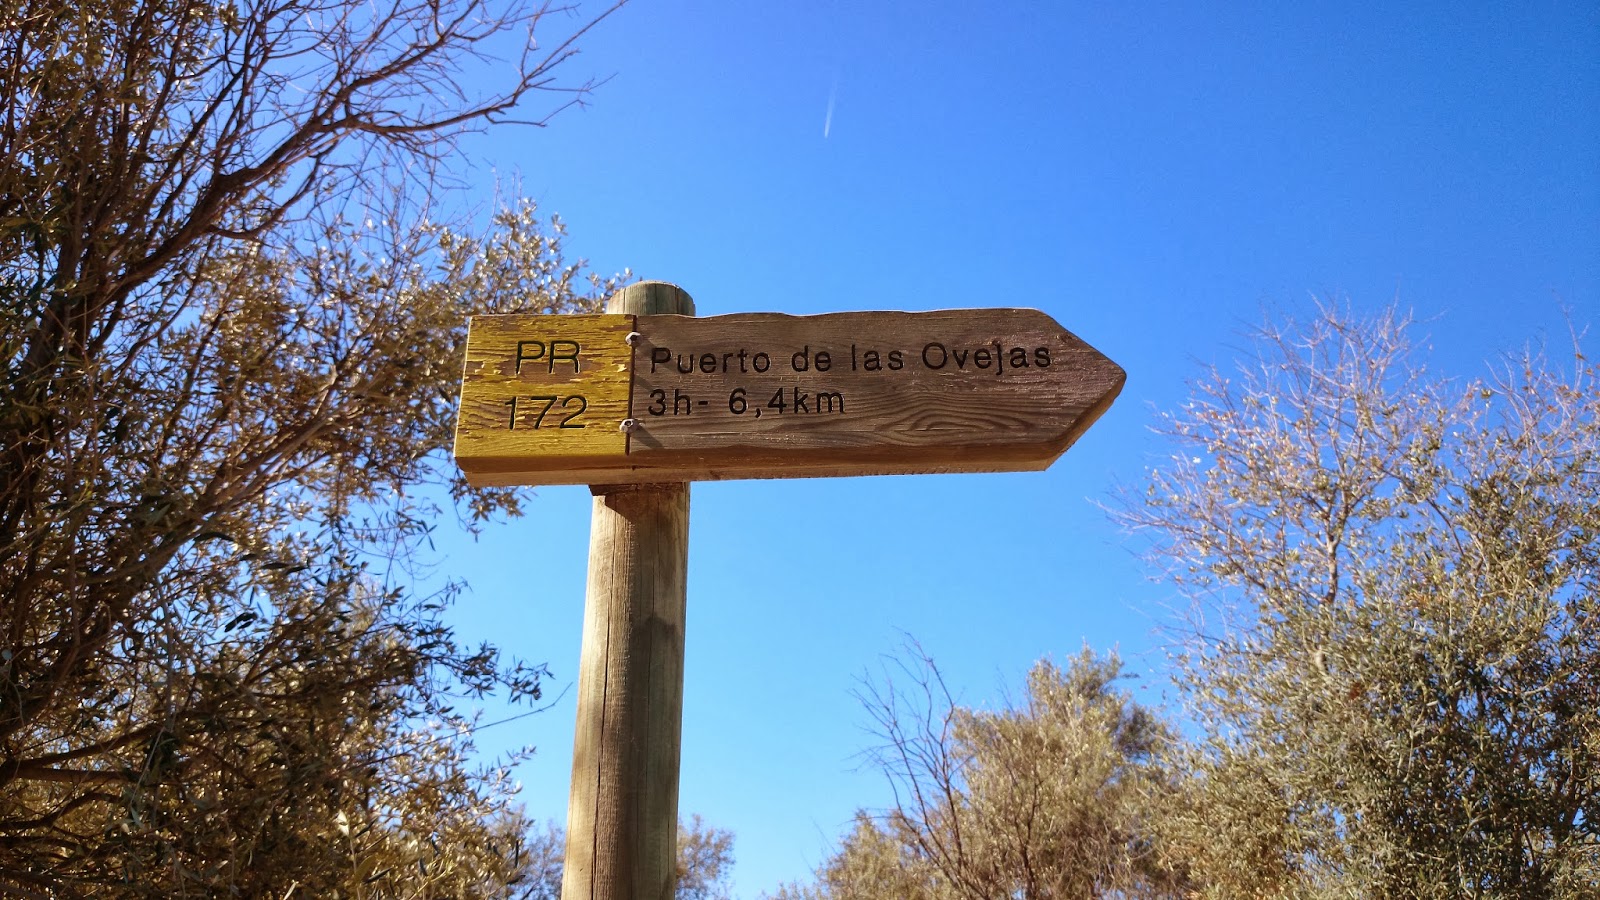 PR
172
Puerto de las Ovejas
3h- 6,4km